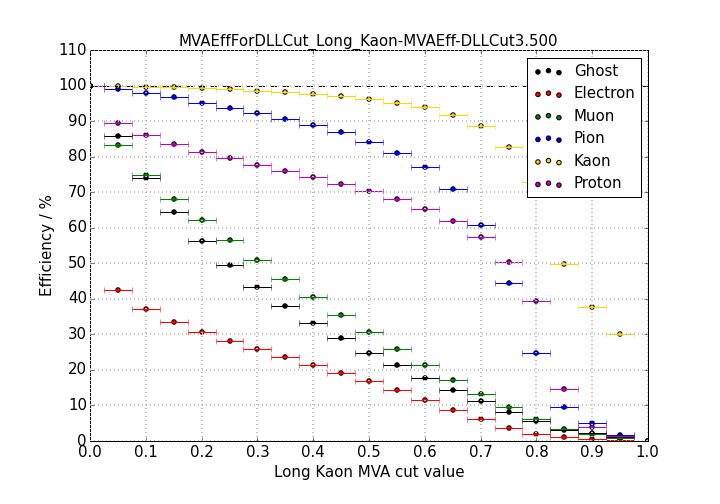 MVAEffForDLLCut_Long_Kaon-MVAEff-DLLCut3.500
110
100
90
80
70
60
50
40
30
20
10
0
Efficiency / %
Ghost
Electron
Muon
Pion
Kaon
Proton
0.0 0.1 0.2 0.3 0.4 0.5 0.6 0.7 0.8 0.9 1.0
Long Kaon MVA cut value